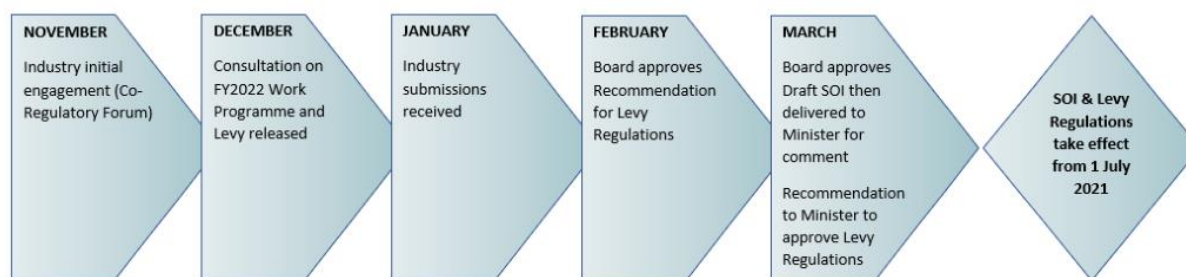 NOVEMBER
Industry initial
engagement (Co-
Regulatory Forum)
DECEMBER
Consultation on
FY2022 Work
Programme and
Levy released
JANUARY
Industry
submissions
received
FEBRUARY
Board approves
Recommendation
for Levy
Regulations
MARCH
Board approves
Draft SOI then
delivered to
Minister for
comment
Recommendation
to Minister to
approve Levy
Regulations
SOI & Levy
Regulations
take effect
from 1 July
2021